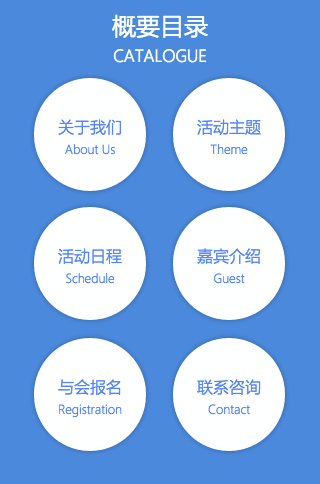 概要目录
CATALOGUE
关于我们
About Us
活动主题
Theme
活动日程
Schedule
嘉宾介绍
Guest
与会报名
Registration
联系咨询
Contact